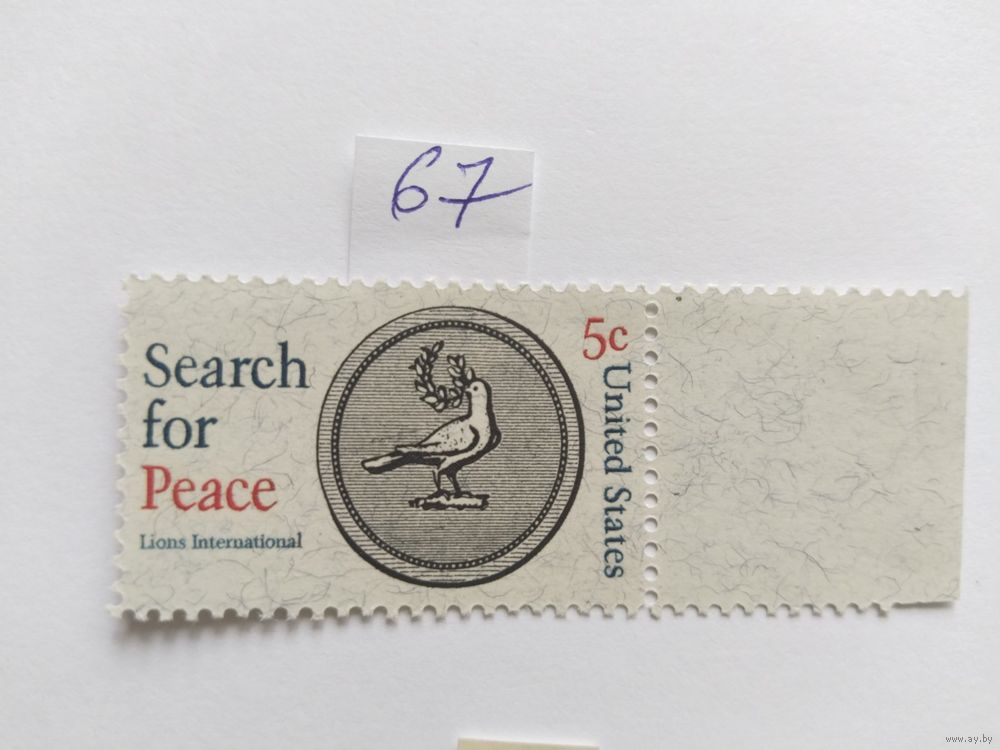 67
Search
for
Peace
Lions International
5c
United States
www.ay.by